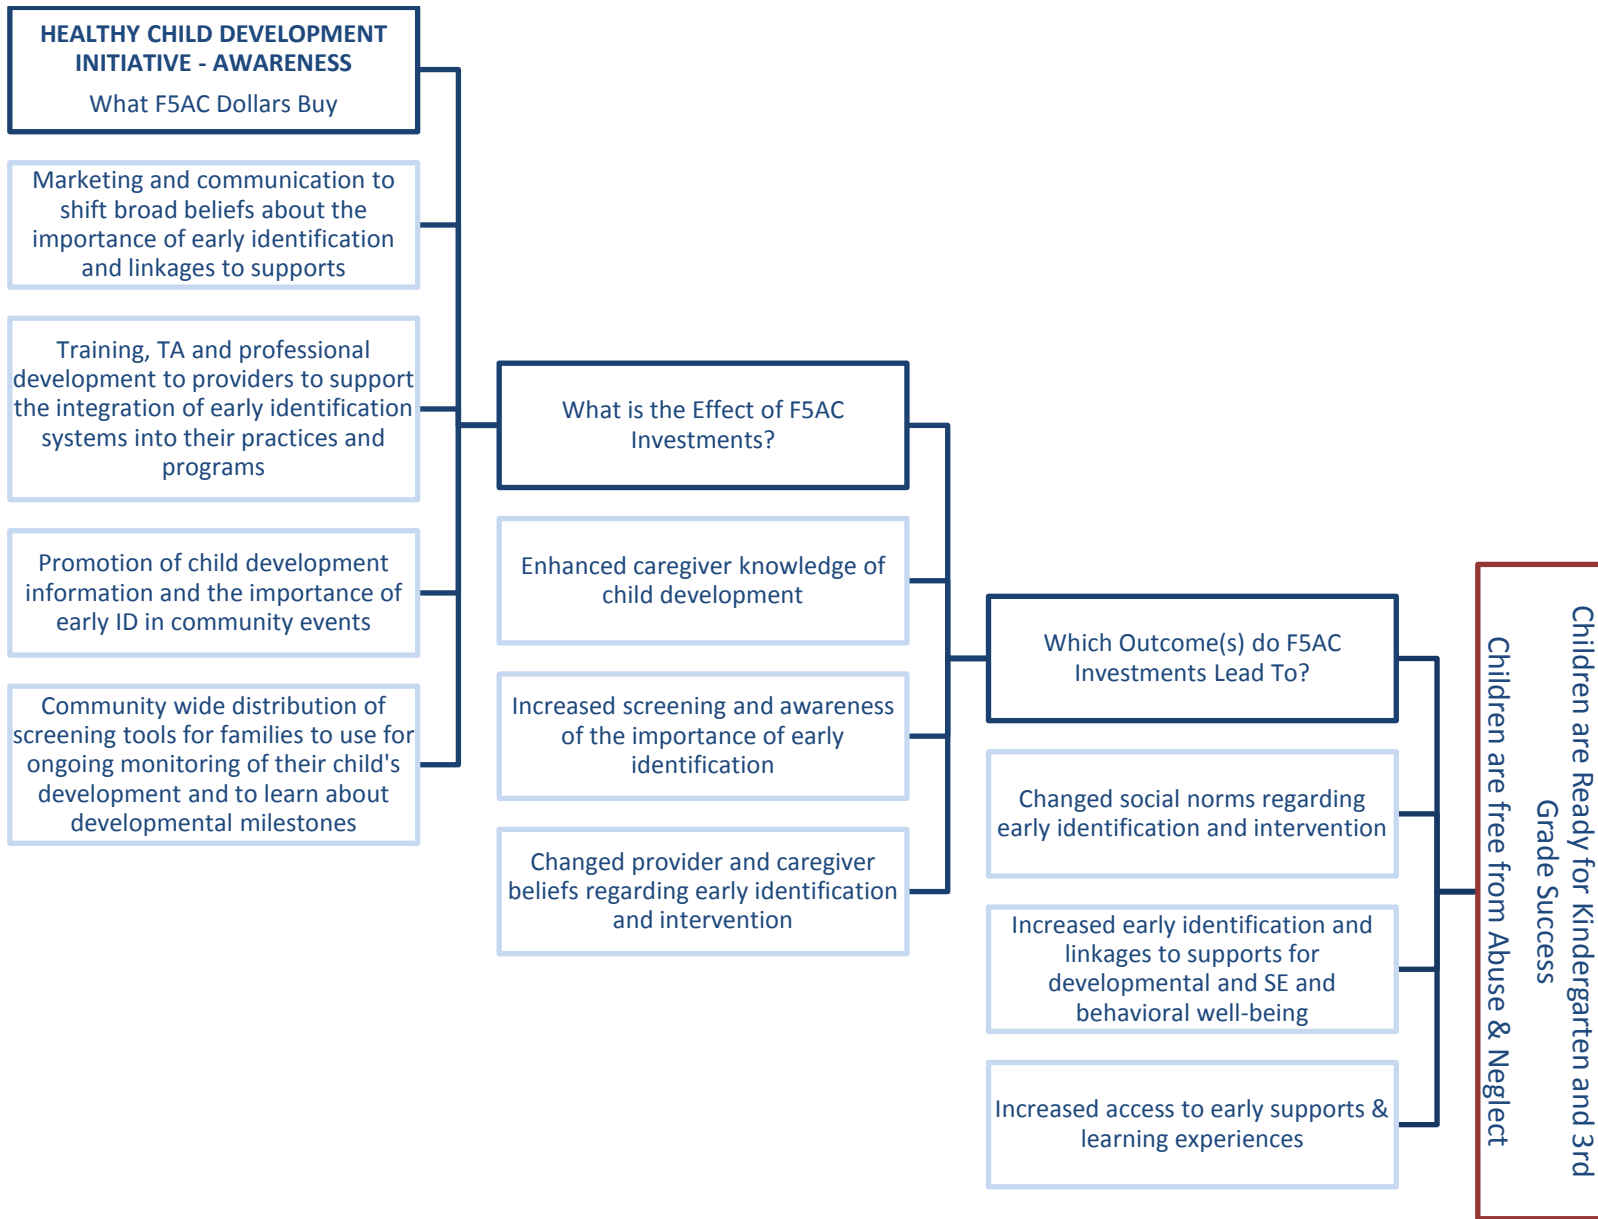 HEALTHY CHILD DEVELOPMENT
INITIATIVE - AWARENESS
What F5AC Dollars Buy
Marketing and communication to
shift broad beliefs about the
importance of early identification
and linkages to supports
Training, TA and professional
development to providers to support
the integration of early identification
systems into their practices and
programs
Promotion of child development
information and the importance of
early ID in community events
Community wide distribution of
screening tools for families to use for
ongoing monitoring of their child's
development and to learn about
developmental milestones
What is the Effect of F5AC
Investments?
Enhanced caregiver knowledge of
child development
Increased screening and awareness
of the importance of early
identification
Changed provider and caregiver
beliefs regarding early identification
and intervention
Which Outcome(s) do F5AC
Investments Lead To?
Changed social norms regarding
early identification and intervention
Increased early identification and
linkages to supports for
developmental and SE and
behavioral well-being
Increased access to early supports &
learning experiences
Children are Ready for Kindergarten and 3rd
Grade Success
Children are free from Abuse & Neglect